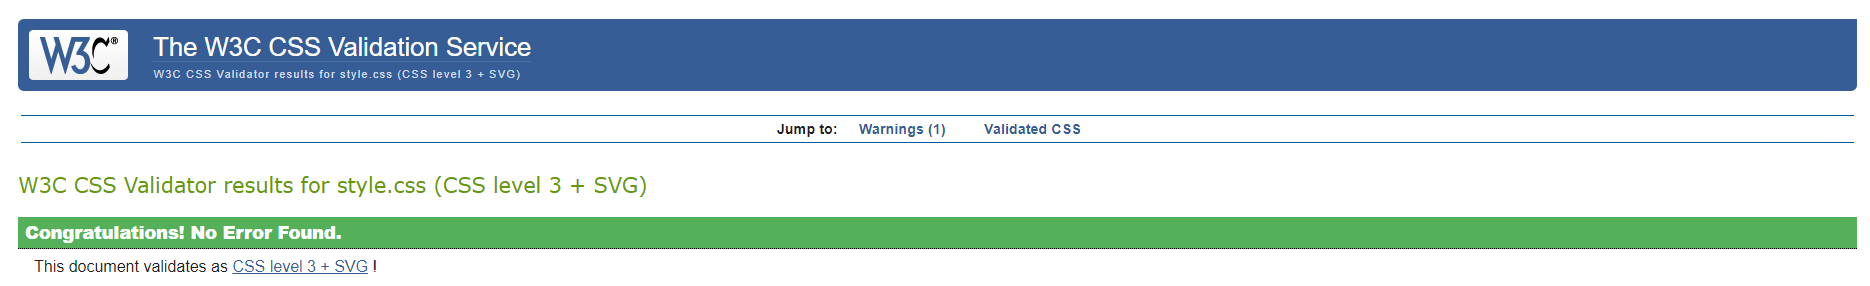 W3C®
The W3C CSS Validation Service
W3C CSS Validator results for style.css (CSS level 3 + SVG)
Jump to: Warnings (1) Validated CSS
W3C CSS Validator results for style.css (CSS level 3 + SVG)
Congratulations! No Error Found.
This document validates as CSS level 3 + SVG !